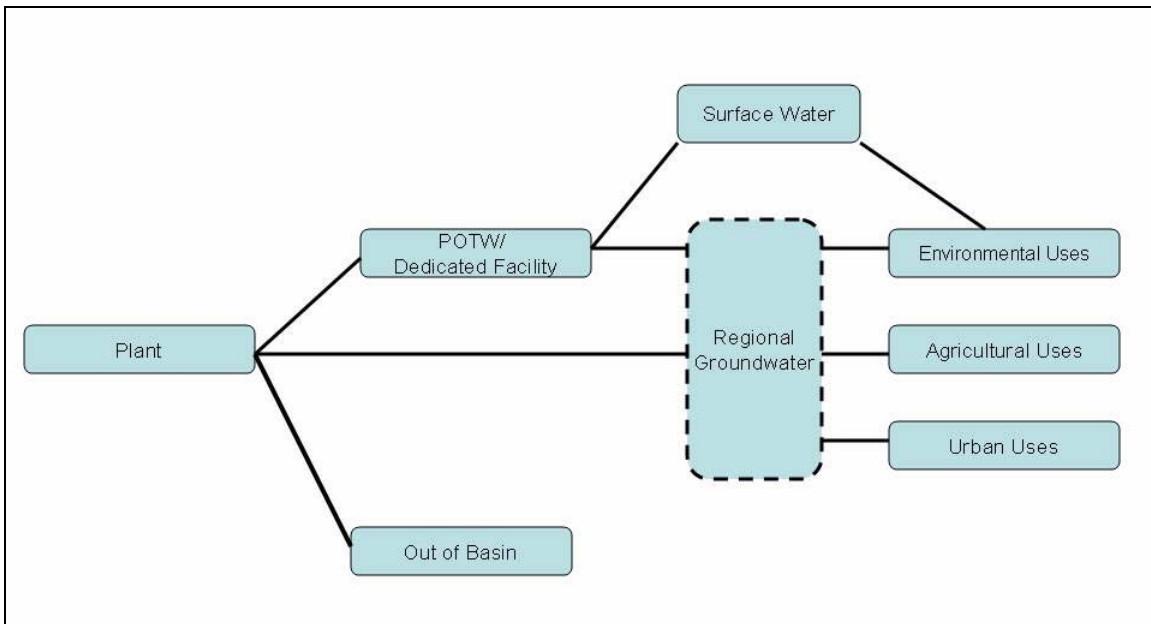 Surface Water
POTW/
Dedicated Facility
Environmental Uses
Plant
Regional
Groundwater
Agricultural Uses
Urban Uses
Out of Basin